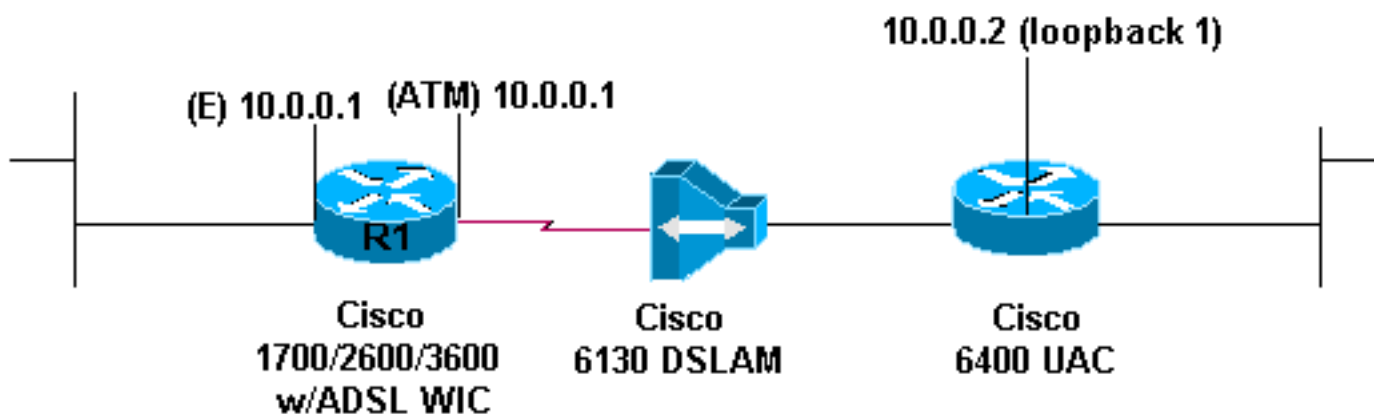 10.0.0.2 (loopback 1)
(E) 10.0.0.1
(ATM) 10.0.0.1
R1
Cisco
1700/2600/3600
w/ADSL WIC
Cisco
6130 DSLAM
Cisco
6400 UAC